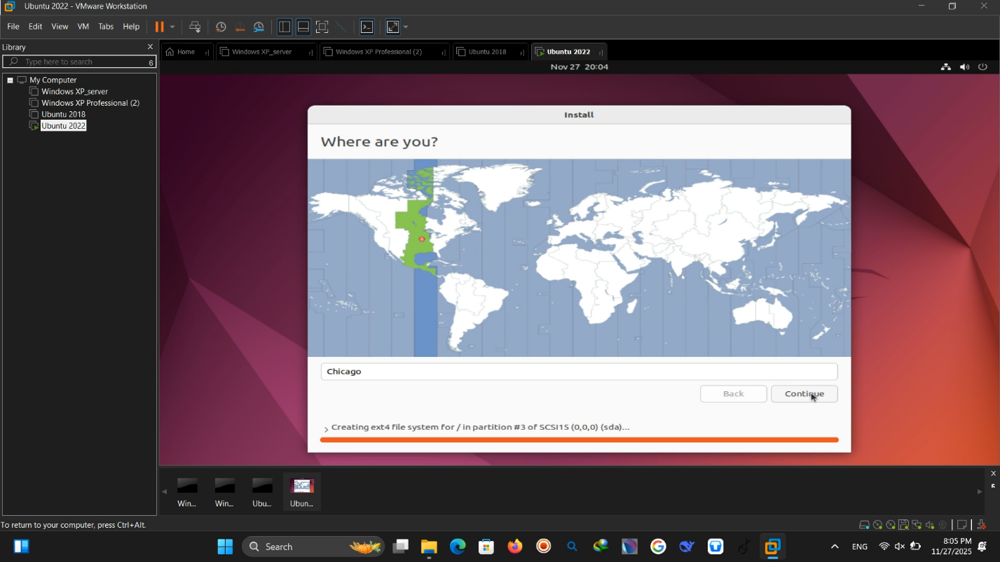 Ubuntu 2022 - VMware Workstation
File Edit View VM Tabs Help
Library
Type here to search
My Computer
Windows XP_server
Windows XP Professional (2)
Ubuntu 2018
Ubuntu 2022
Home
Windows XP_server
Windows XP Professional (2)
Ubuntu 2018
Ubuntu 2022
Nov 27 20:04
Install
Where are you?
Chicago
Back
Continue
Creating ext4 file system for / in partition #3 of SCSI15 (0,0,0) (sda)...
Win...
Win...
Ubu...
Ubun...
To return to your computer, press Ctrl+Alt.
Search
ENG
8:05 PM
11/27/2025